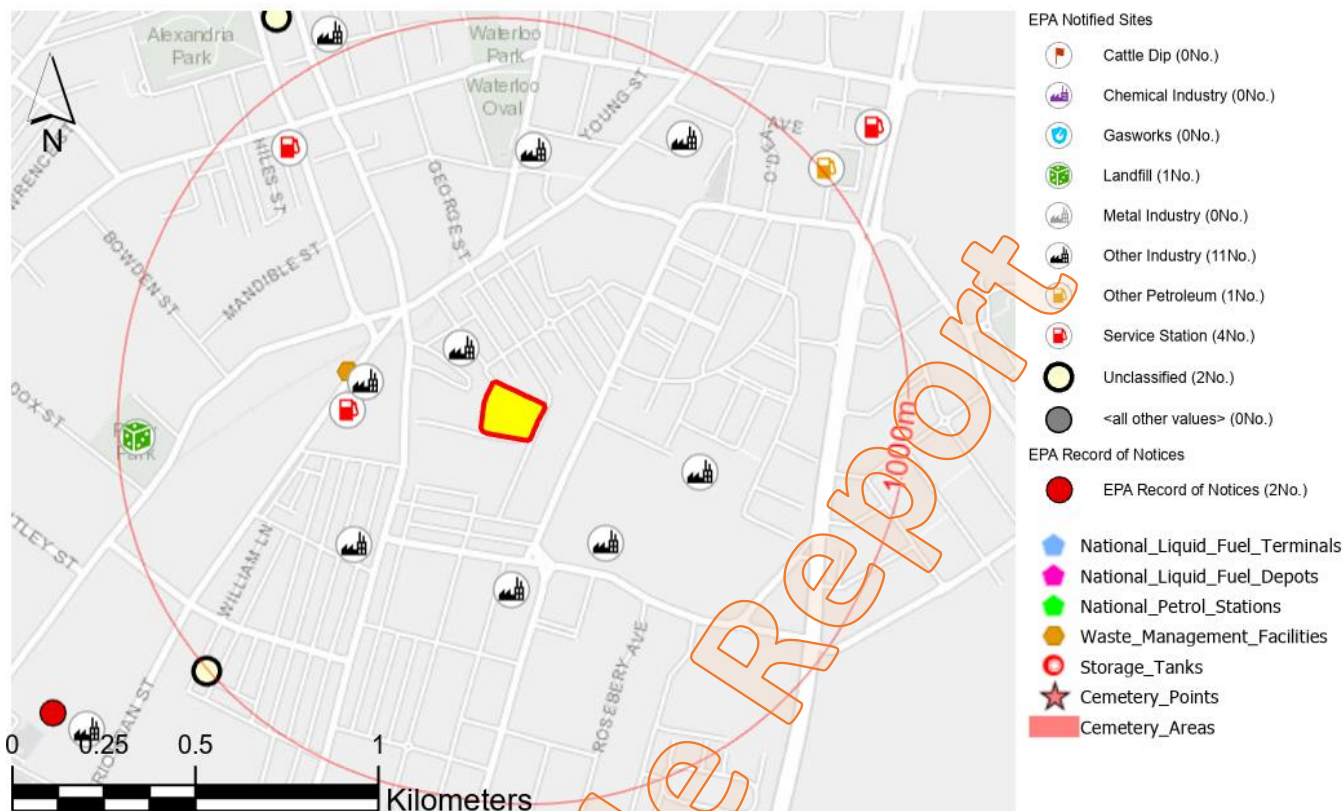 Alexandria
Park
Waterloo
Park
Waterloo
Oval
N
YOUNG ST
AVE
HILES ST
GEORGE ST
BOWDEN ST
MANDIBLE ST
1000m
Park
WILLIAM LN
ROSEBERY AVE
0 0.25 0.5 1
Kilometers
EPA Notified Sites
Cattle Dip (0No.)
Chemical Industry (0No.)
Gasworks (0No.)
Landfill (1No.)
Metal Industry (0No.)
Other Industry (11No.)
Other Petroleum (1No.)
Service Station (4No.)
Unclassified (2No.)
<all other values> (0No.)
EPA Record of Notices
EPA Record of Notices (2No.)
National_Liquid_Fuel_Terminals
National_Liquid_Fuel_Depots
National_Petrol_Stations
Waste_Management_Facilities
Storage_Tanks
Cemetery_Points
Cemetery_Areas
Report